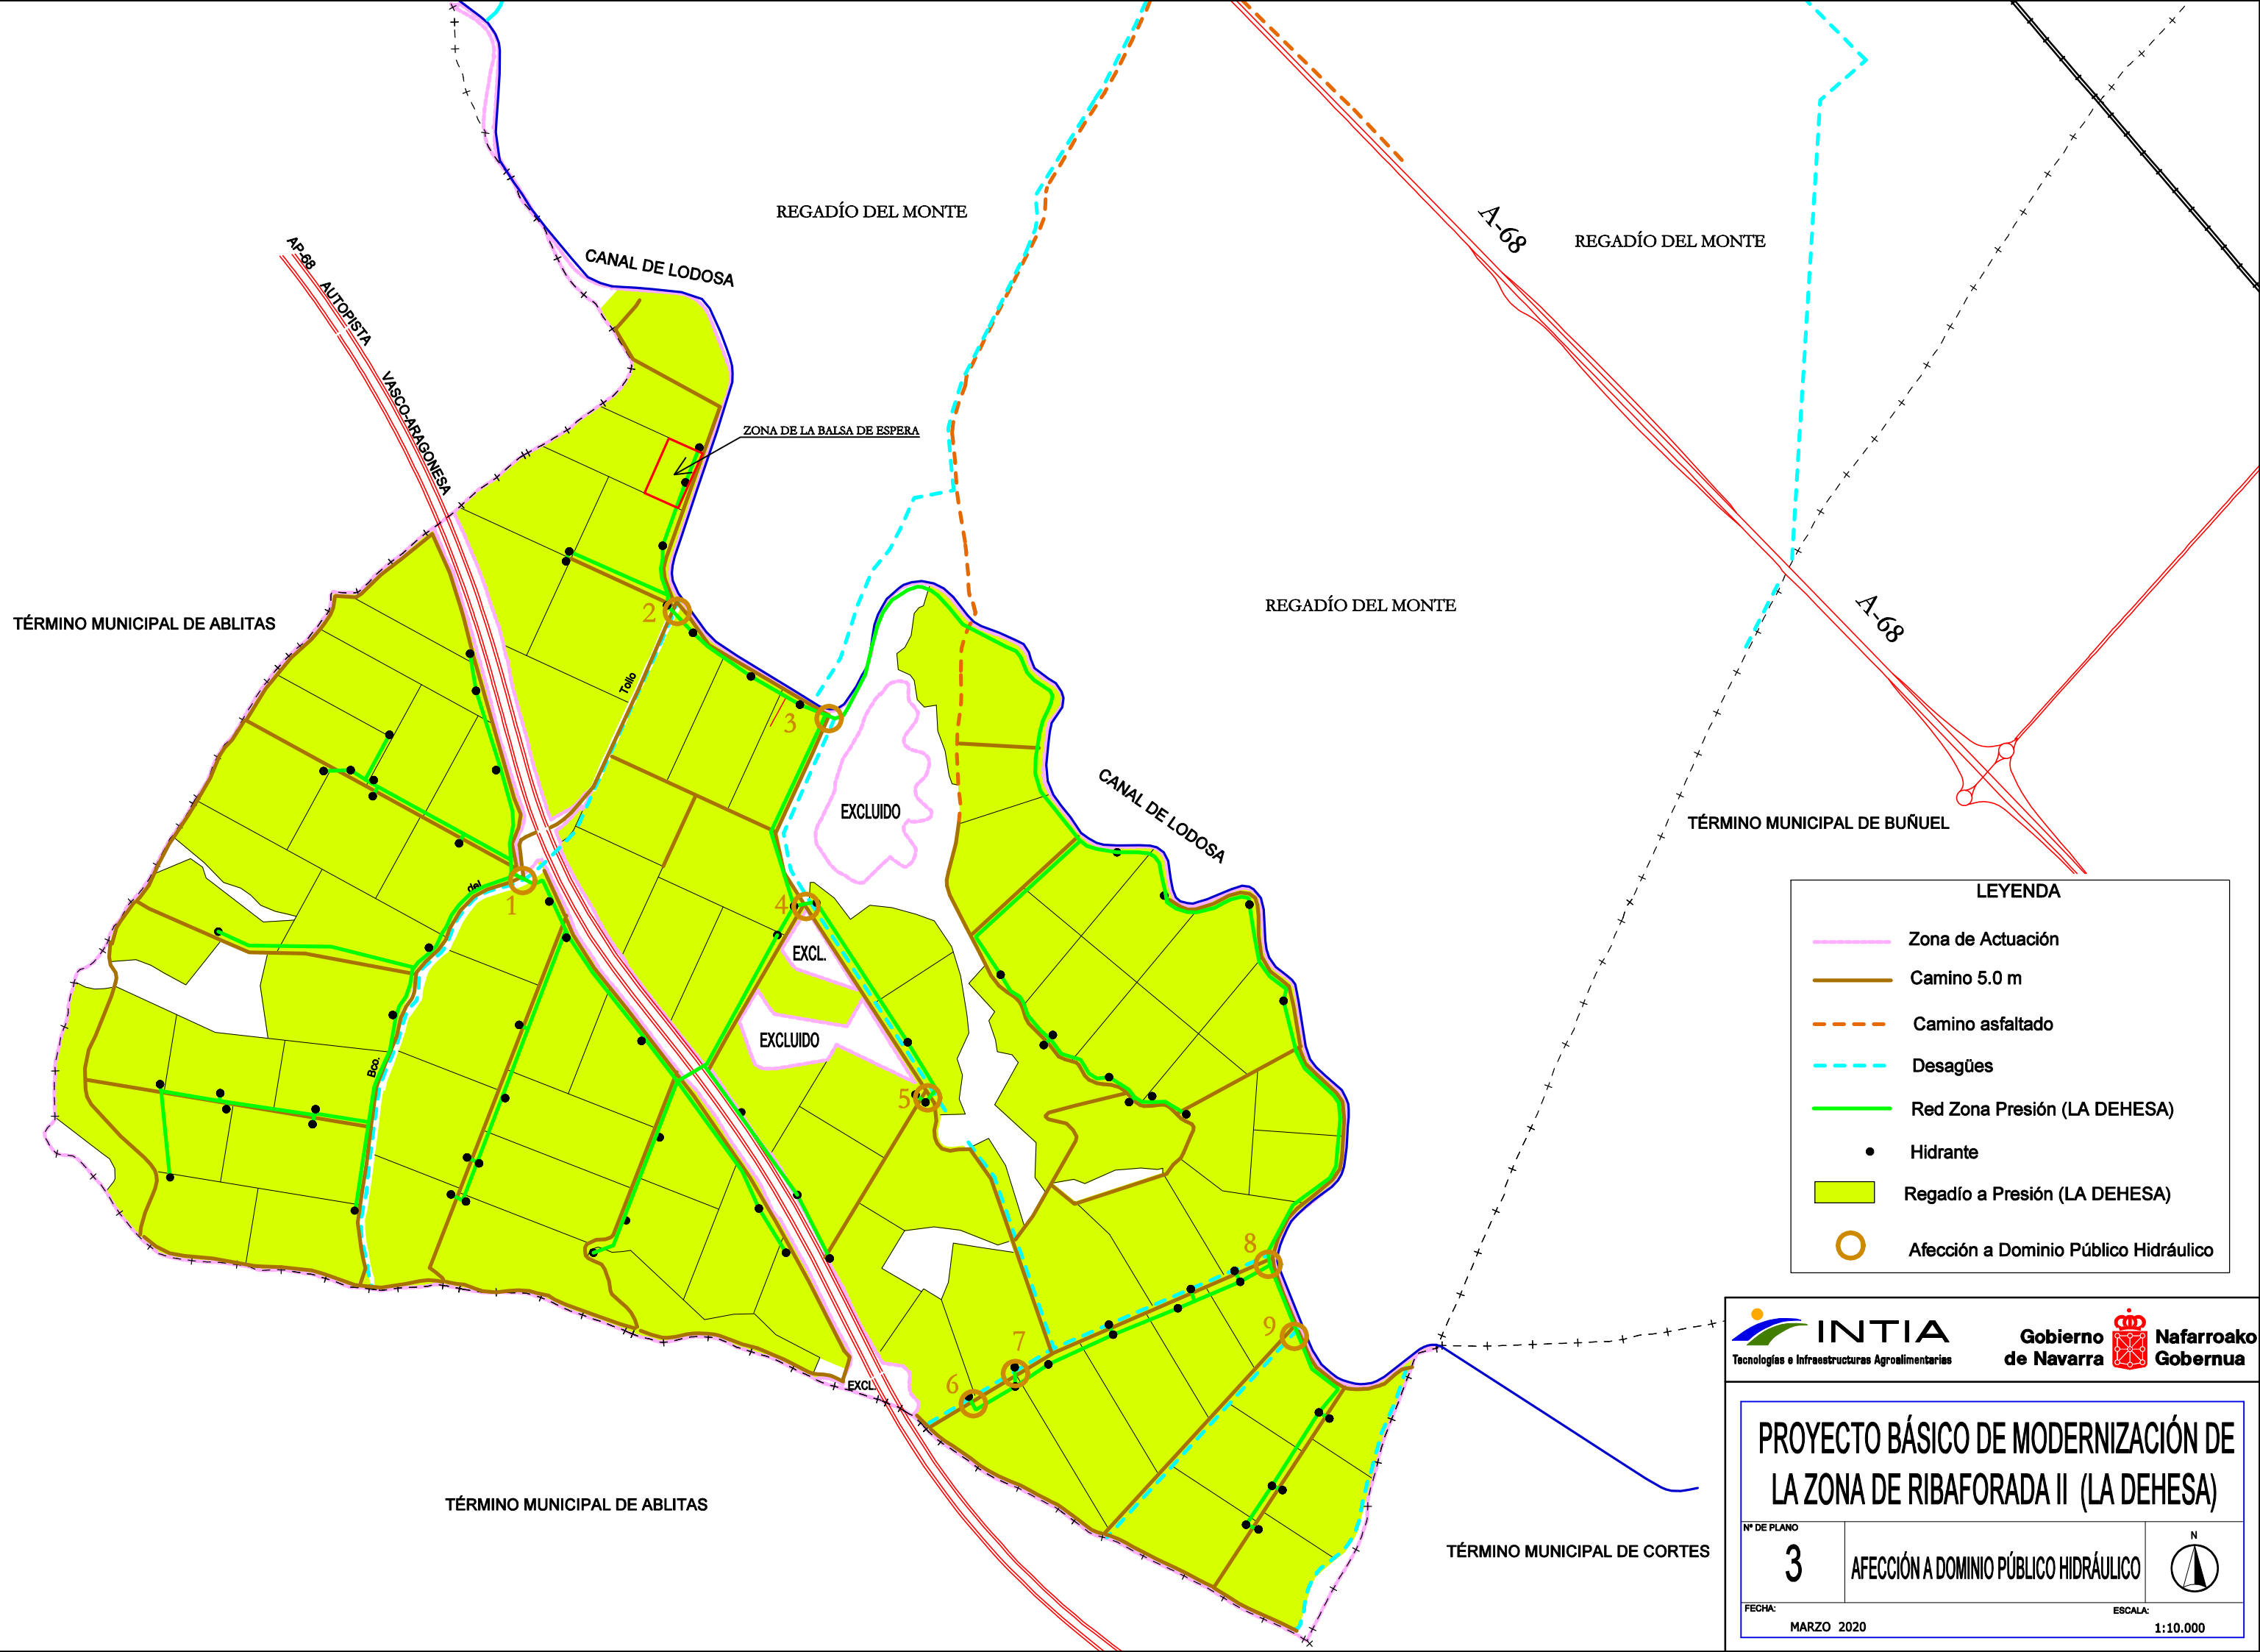 REGADÍO DEL MONTE
A-68
REGADÍO DEL MONTE
AP-68 AUTOPISTA VASCO-ARAGONESA
CANAL DE LODOSA
ZONA DE LA BALSA DE ESPERA
REGADÍO DEL MONTE
A-68
TÉRMINO MUNICIPAL DE ABLITAS
2
Tollo
3
EXCLUIDO
CANAL DE LODOSA
TÉRMINO MUNICIPAL DE BUÑUEL
del
1
4
EXCL.
EXCLUIDO
Bco.
5
8
9
7
6
EXCL.
TÉRMINO MUNICIPAL DE ABLITAS
TÉRMINO MUNICIPAL DE CORTES
LEYENDA
Zona de Actuación
Camino 5.0 m
Camino asfaltado
Desagües
Red Zona Presión (LA DEHESA)
Hidrante
Regadío a Presión (LA DEHESA)
Afección a Dominio Público Hidráulico
INTIA
Tecnologías e Infraestructuras Agroalimentarias
Gobierno de Navarra
Nafarroako Gobernua
PROYECTO BÁSICO DE MODERNIZACIÓN DE
LA ZONA DE RIBAFORADA II (LA DEHESA)
Nº DE PLANO
3
AFECCIÓN A DOMINIO PÚBLICO HIDRÁULICO
N
FECHA:
MARZO 2020
ESCALA:
1:10.000